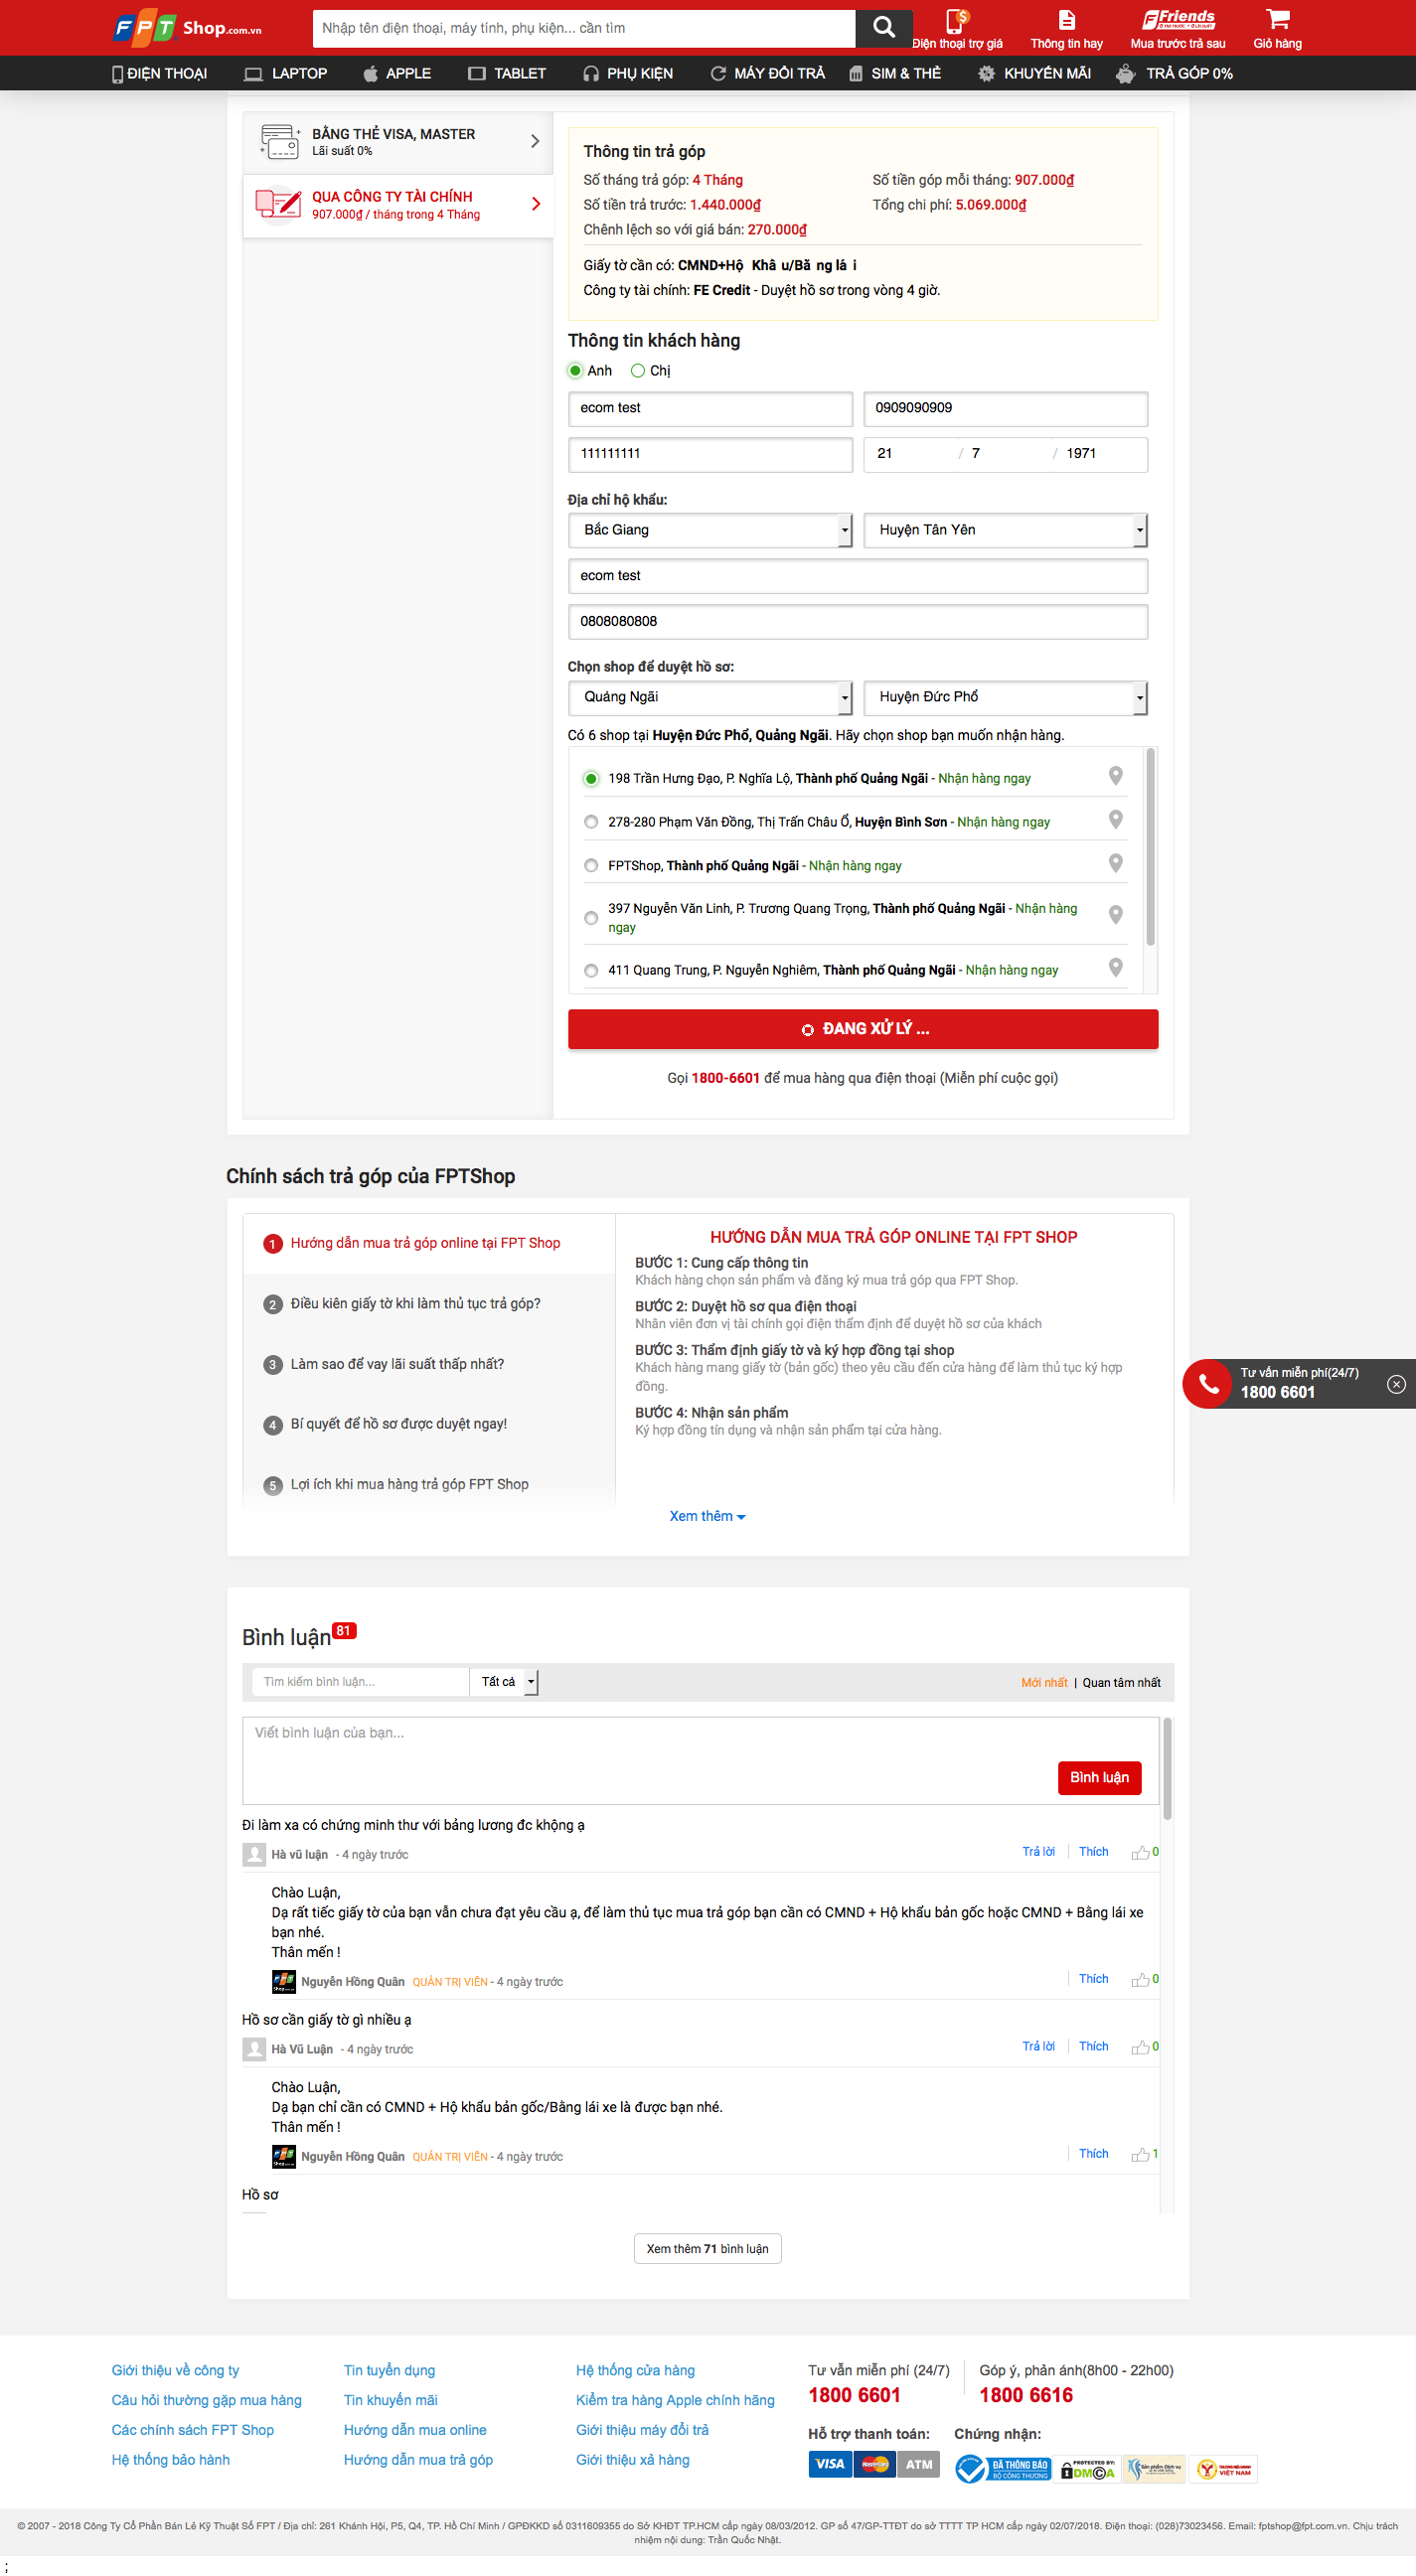 FPT Shop.com.vn
Nhập tên điện thoại, máy tính, phụ kiện... cần tìm
Điện thoại trợ giá
Thông tin hay
Friends
Mua trước trả sau
Giỏ hàng
ĐIỆN THOẠI LAPTOP APPLE TABLET PHỤ KIỆN MÁY ĐỔI TRẢ SIM & THẺ KHUYẾN MÃI TRẢ GÓP 0%
BẰNG THẺ VISA, MASTER
Lãi suất 0%
QUA CÔNG TY TÀI CHÍNH
907.000₫ / tháng trong 4 Tháng
Thông tin trả góp
Số tháng trả góp: 4 Tháng
Số tiền góp mỗi tháng: 907.000₫
Số tiền trả trước: 1.440.000₫
Tổng chi phí: 5.069.000₫
Chênh lệch so với giá bán: 270.000₫
Giấy tờ cần có: CMND+Hộ Khẩu/Bằng lái
Công ty tài chính: FE Credit - Duyệt hồ sơ trong vòng 4 giờ.
Thông tin khách hàng
Anh Chị
ecom test
0909090909
111111111
21 / 7 / 1971
Địa chỉ hộ khẩu:
Bắc Giang
Huyện Tân Yên
ecom test
0808080808
Chọn shop để duyệt hồ sơ:
Quảng Ngãi
Huyện Đức Phổ
Có 6 shop tại Huyện Đức Phổ, Quảng Ngãi. Hãy chọn shop bạn muốn nhận hàng.
198 Trần Hưng Đạo, P. Nghĩa Lộ, Thành phố Quảng Ngãi - Nhận hàng ngay
278-280 Phạm Văn Đồng, Thị Trấn Châu Ổ, Huyện Bình Sơn - Nhận hàng ngay
FPTShop, Thành phố Quảng Ngãi - Nhận hàng ngay
397 Nguyễn Văn Linh, P. Trương Quang Trọng, Thành phố Quảng Ngãi - Nhận hàng
ngay
411 Quang Trung, P. Nguyễn Nghiêm, Thành phố Quảng Ngãi - Nhận hàng ngay
ĐANG XỬ LÝ ...
Gọi 1800-6601 để mua hàng qua điện thoại (Miễn phí cuộc gọi)
Chính sách trả góp của FPTShop
1 Hướng dẫn mua trả góp online tại FPT Shop
2 Điều kiên giấy tờ khi làm thủ tục trả góp?
3 Làm sao để vay lãi suất thấp nhất?
4 Bí quyết để hồ sơ được duyệt ngay!
5 Lợi ích khi mua hàng trả góp FPT Shop
HƯỚNG DẪN MUA TRẢ GÓP ONLINE TẠI FPT SHOP
BƯỚC 1: Cung cấp thông tin
Khách hàng chọn sản phẩm và đăng ký mua trả góp qua FPT Shop.
BƯỚC 2: Duyệt hồ sơ qua điện thoại
Nhân viên đơn vị tài chính gọi điện thẩm định để duyệt hồ sơ của khách
BƯỚC 3: Thẩm định giấy tờ và ký hợp đồng tại shop
Khách hàng mang giấy tờ (bản gốc) theo yêu cầu đến cửa hàng để làm thủ tục ký hợp
đồng.
BƯỚC 4: Nhận sản phẩm
Ký hợp đồng tín dụng và nhận sản phẩm tại cửa hàng.
Xem thêm
Tư vấn miễn phí(24/7)
1800 6601
Bình luận 81
Tìm kiếm bình luận...
Tất cả
Mới nhất | Quan tâm nhất
Viết bình luận của bạn...
Bình luận
Đi làm xa có chứng minh thư với bảng lương đc khộng ạ
Hà vũ luận - 4 ngày trước
Trả lời Thích 0
Chào Luận,
Dạ rất tiếc giấy tờ của bạn vẫn chưa đạt yêu cầu ạ, để làm thủ tục mua trả góp bạn cần có CMND + Hộ khẩu bản gốc hoặc CMND + Bằng lái xe
bạn nhé.
Thân mến !
Nguyễn Hồng Quân QUẢN TRỊ VIÊN - 4 ngày trước
Thích 0
Hồ sơ cần giấy tờ gì nhiều ạ
Hà Vũ Luận - 4 ngày trước
Trả lời Thích 0
Chào Luận,
Dạ bạn chỉ cần có CMND + Hộ khẩu bản gốc/Bằng lái xe là được bạn nhé.
Thân mến !
Nguyễn Hồng Quân QUẢN TRỊ VIÊN - 4 ngày trước
Thích 1
Hồ sơ
Xem thêm 71 bình luận
Giới thiệu về công ty
Câu hỏi thường gặp mua hàng
Các chính sách FPT Shop
Hệ thống bảo hành
Tin tuyển dụng
Tin khuyến mãi
Hướng dẫn mua online
Hướng dẫn mua trả góp
Hệ thống cửa hàng
Kiểm tra hàng Apple chính hãng
Giới thiệu máy đổi trả
Giới thiệu xả hàng
Tư vấn miễn phí (24/7)
1800 6601
Góp ý, phản ánh(8h00 - 22h00)
1800 6616
Hỗ trợ thanh toán:
VISA MasterCard ATM
Chứng nhận:
ĐÃ THÔNG BÁO
BỘ CÔNG THƯƠNG
PROTECTED BY:
DMCA
VIỆT NAM
© 2007 - 2018 Công Ty Cổ Phần Bán Lẻ Kỹ Thuật Số FPT / Địa chỉ: 261 Khánh Hội, P5, Q4, TP. Hồ Chí Minh / GPĐKKD số 0311609355 do Sở KHĐT TP.HCM cấp ngày 08/03/2012. GP số 47/GP-TTĐT do sở TTTT TP HCM cấp ngày 02/07/2018. Điện thoại: (028)73023456. Email: fptshop@fpt.com.vn. Chịu trách
nhiệm nội dung: Trần Quốc Nhật.
;